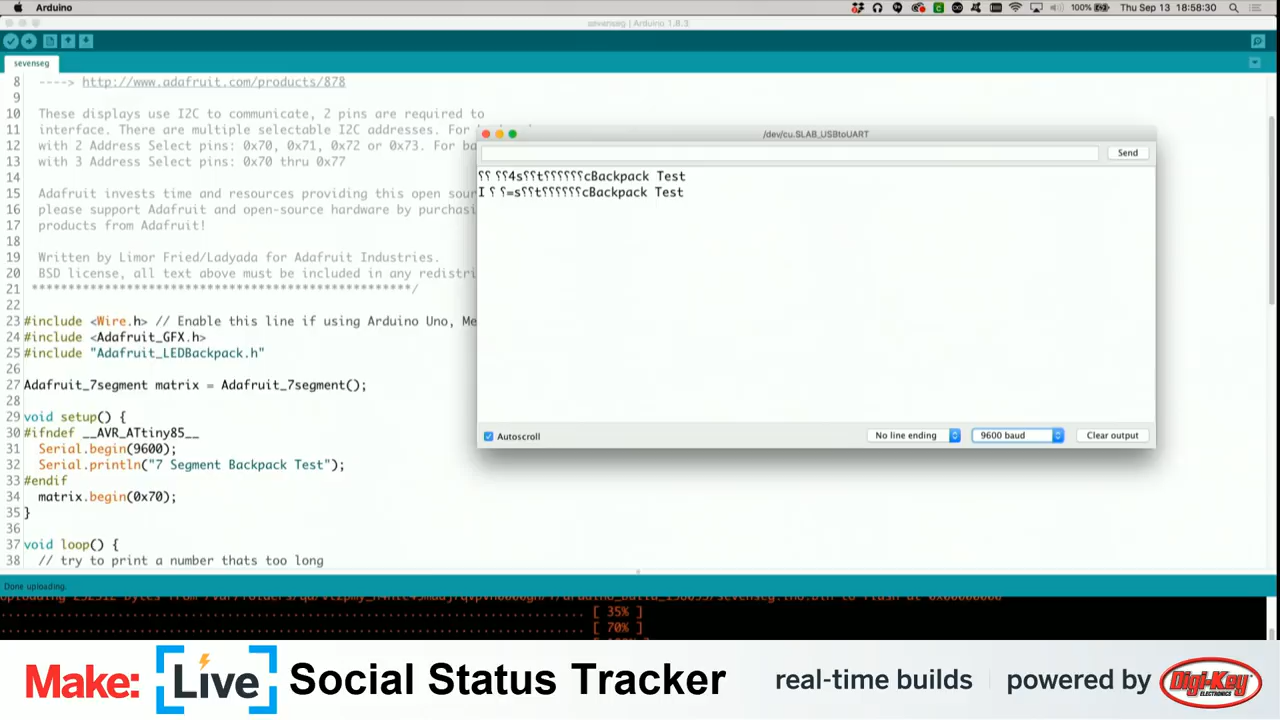 Arduino
100%
Thu Sep 13 18:58:30
sevenseg | Arduino 1.8.3
sevenseg
8 ----> http://www.adafruit.com/products/878
9
10 These displays use I2C to communicate, 2 pins are required to
11 interface. There are multiple selectable I2C addresses. For
12 with 2 Address Select pins: 0x70, 0x71, 0x72 or 0x73. For ba
13 with 3 Address Select pins: 0x70 thru 0x77
14
15 Adafruit invests time and resources providing this open sour
16 please support Adafruit and open-source hardware by purchasi
17 products from Adafruit!
18
19 Written by Limor Fried/Ladyada for Adafruit Industries.
20 BSD license, all text above must be included in any redistri
21 ****************************************************/
22
23 #include <Wire.h> // Enable this line if using Arduino Uno, Me
24 #include <Adafruit_GFX.h>
25 #include "Adafruit_LEDBackpack.h"
26
27 Adafruit_7segment matrix = Adafruit_7segment();
28
29 void setup() {
30 #ifndef __AVR_ATtiny85__
31 Serial.begin(9600);
32 Serial.println("7 Segment Backpack Test");
33 #endif
34 matrix.begin(0x70);
35 }
36
37 void loop() {
38 // try to print a number thats too long
/dev/cu.SLAB_USBtoUART
Send
⸮⸮ ⸮⸮4s⸮⸮t⸮⸮⸮⸮⸮⸮cBackpack Test
I ⸮ ⸮=s⸮⸮t⸮⸮⸮⸮⸮⸮cBackpack Test
Autoscroll
No line ending
9600 baud
Clear output
Done uploading.
[ 35% ]
[ 70% ]
Make: Live Social Status Tracker
real-time builds
powered by Digi-Key ELECTRONICS